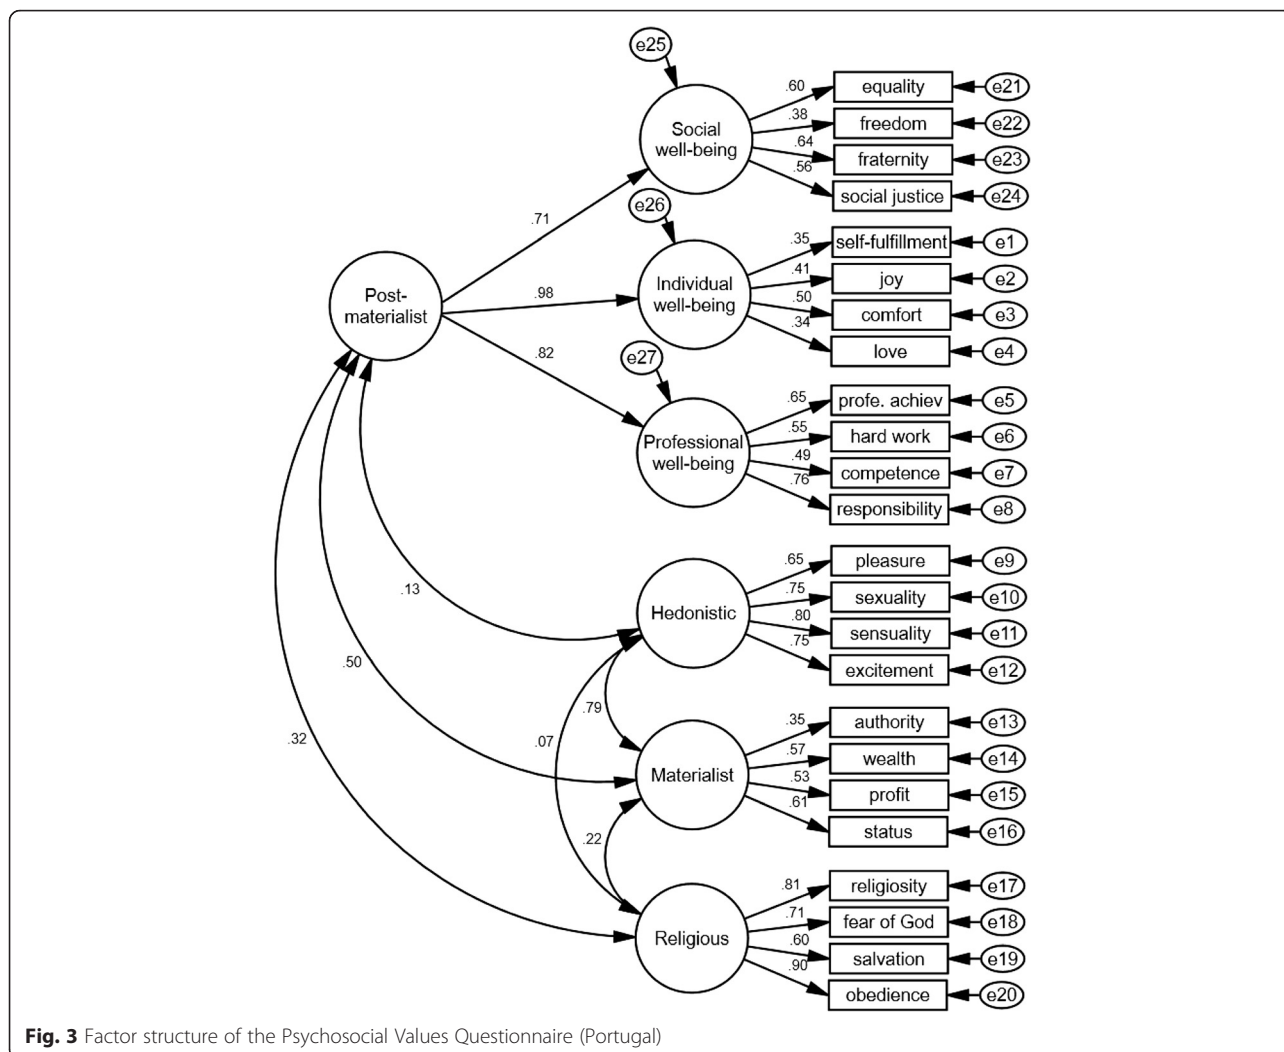 e25
.60
equality
e21
.38
freedom
e22
Social
well-being
.64
fraternity
e23
.56
social justice
e24
e26
.71
.35
self-fulfillment
e1
.41
joy
e2
Post-
materialist
.98
Individual
well-being
.50
comfort
e3
.34
love
e4
.82
e27
.65
profe. achiev
e5
.55
hard work
e6
Professional
well-being
.49
competence
e7
.76
responsibility
e8
.65
pleasure
e9
.13
.75
sexuality
e10
Hedonistic
.80
sensuality
e11
.75
excitement
e12
.50
.79
.35
authority
e13
.32
.07
.57
wealth
e14
Materialist
.53
profit
e15
.61
status
e16
.22
.81
religiosity
e17
.71
fear of God
e18
Religious
.60
salvation
e19
.90
obedience
e20
Fig. 3 Factor structure of the Psychosocial Values Questionnaire (Portugal)